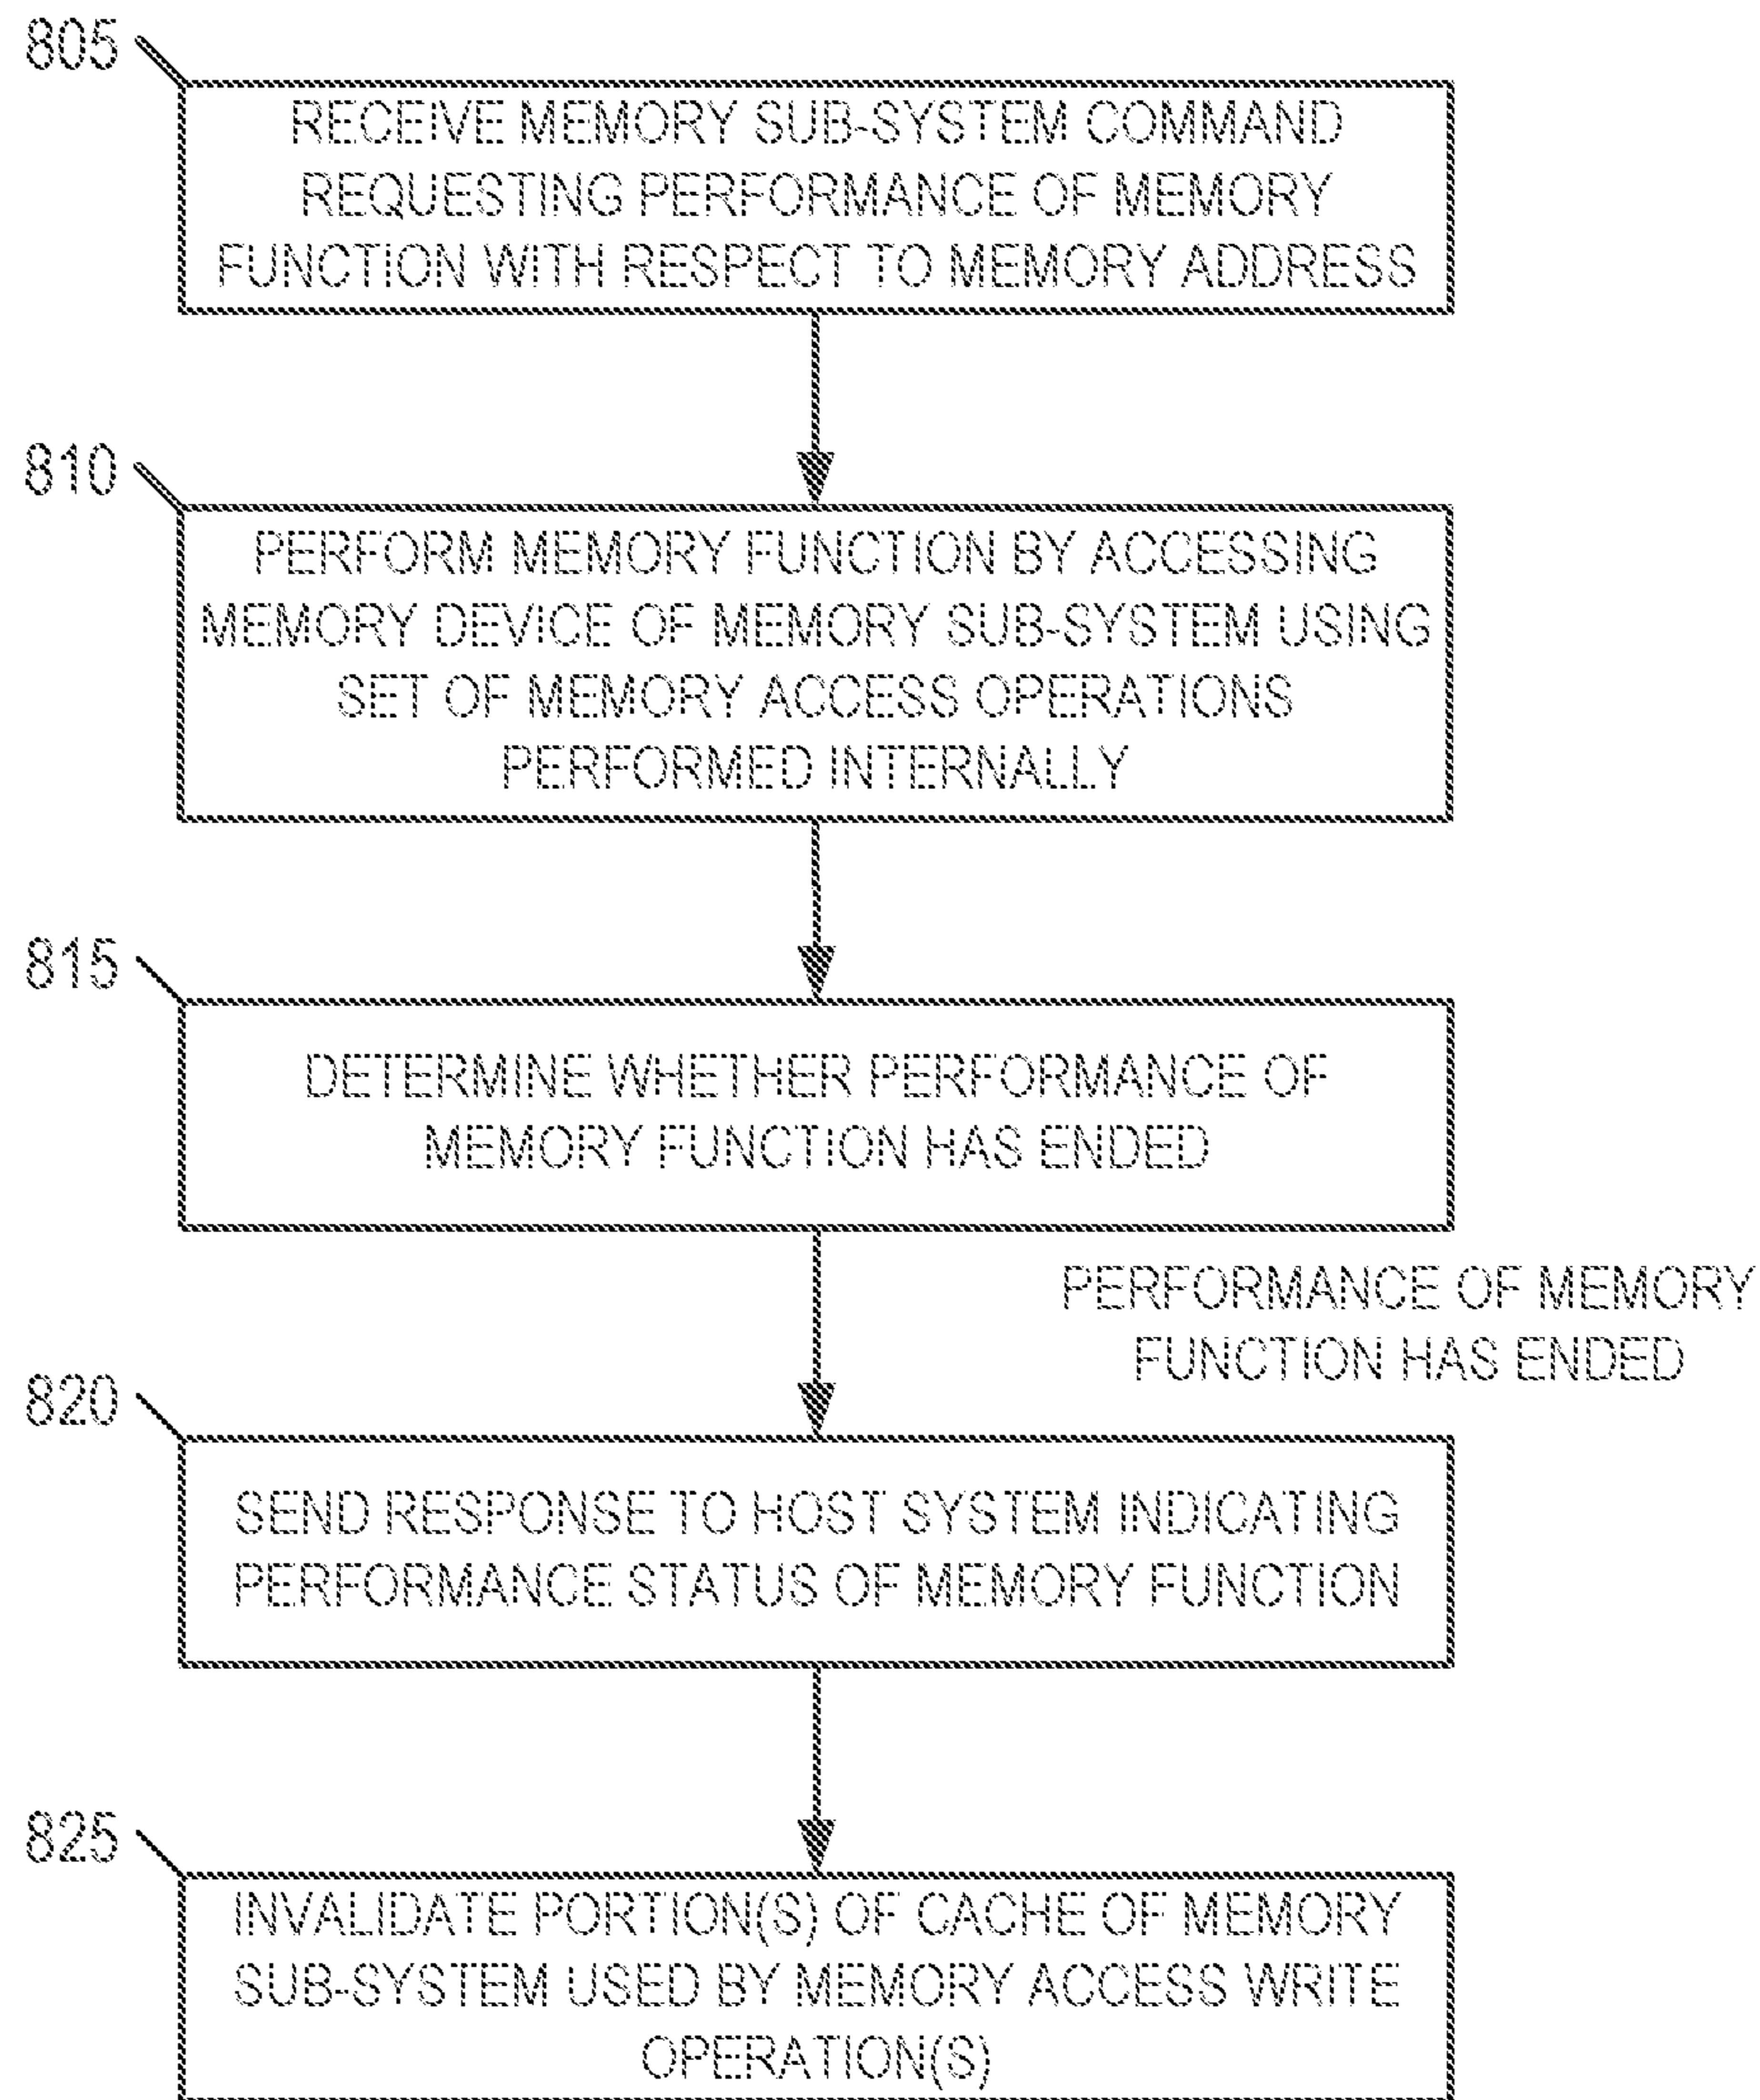 805
RECEIVE MEMORY SUB-SYSTEM COMMAND
REQUESTING PERFORMANCE OF MEMORY
FUNCTION WITH RESPECT TO MEMORY ADDRESS
810
PERFORM MEMORY FUNCTION BY ACCESSING
MEMORY DEVICE OF MEMORY SUB-SYSTEM USING
SET OF MEMORY ACCESS OPERATIONS
PERFORMED INTERNALLY
815
DETERMINE WHETHER PERFORMANCE OF
MEMORY FUNCTION HAS ENDED
PERFORMANCE OF MEMORY
FUNCTION HAS ENDED
820
SEND RESPONSE TO HOST SYSTEM INDICATING
PERFORMANCE STATUS OF MEMORY FUNCTION
825
INVALIDATE PORTION(S) OF CACHE OF MEMORY
SUB-SYSTEM USED BY MEMORY ACCESS WRITE
OPERATION(S)